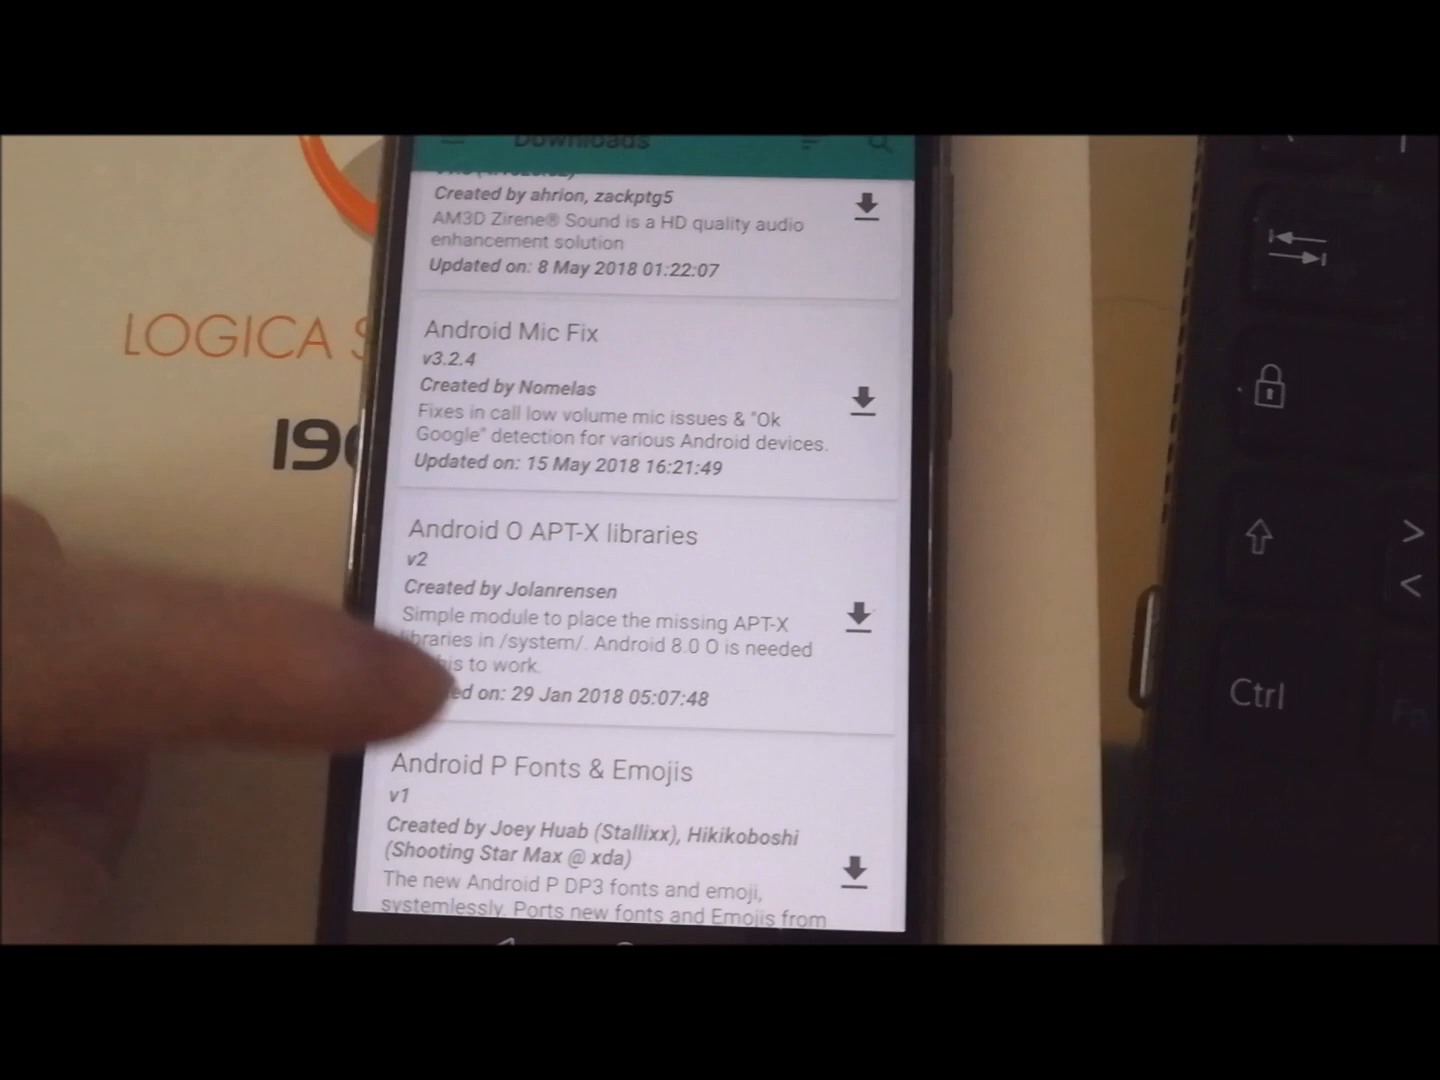 Downloads
Created by ahrion, zackptg5
AM3D Zirene® Sound is a HD quality audio
enhancement solution
Updated on: 8 May 2018 01:22:07
Android Mic Fix
v3.2.4
Created by Nomelas
Fixes in call low volume mic issues & "Ok
Google" detection for various Android devices.
Updated on: 15 May 2018 16:21:49
Android O APT-X libraries
v2
Created by Jolanrensen
Simple module to place the missing APT-X
libraries in /system/. Android 8.0 O is needed
to work.
on: 29 Jan 2018 05:07:48
Android P Fonts & Emojis
v1
Created by Joey Huab (Stallixx), Hikikoboshi
(Shooting Star Max @ xda)
The new Android P DP3 fonts and emoji,
systemlessly. Ports new fonts and Emojis from
LOGICA
190
>
<
Ctrl
Fn